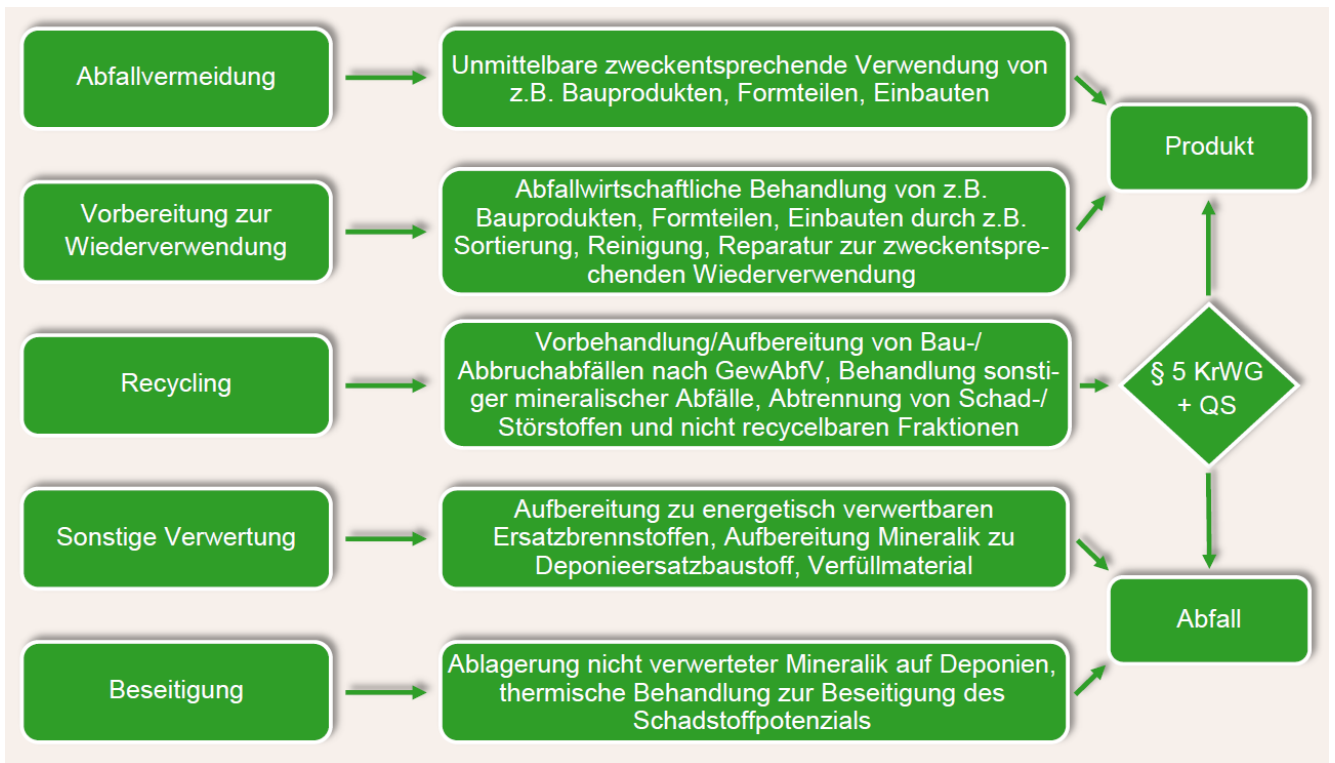 Abfallvermeidung
Unmittelbare zweckentsprechende Verwendung von
z.B. Bauprodukten, Formteilen, Einbauten
Produkt
Vorbereitung zur
Wiederverwendung
Abfallwirtschaftliche Behandlung von z.B.
Bauprodukten, Formteilen, Einbauten durch z.B.
Sortierung, Reinigung, Reparatur zur zweckentspre-
chenden Wiederverwendung
Recycling
Vorbehandlung/Aufbereitung von Bau-/
Abbruchabfällen nach GewAbfV, Behandlung sonsti-
ger mineralischer Abfälle, Abtrennung von Schad-/
Störstoffen und nicht recycelbaren Fraktionen
§ 5 KrWG
+ QS
Sonstige Verwertung
Aufbereitung zu energetisch verwertbaren
Ersatzbrennstoffen, Aufbereitung Mineralik zu
Deponieersatzbaustoff, Verfüllmaterial
Abfall
Beseitigung
Ablagerung nicht verwerteter Mineralik auf Deponien,
thermische Behandlung zur Beseitigung des
Schadstoffpotenzials